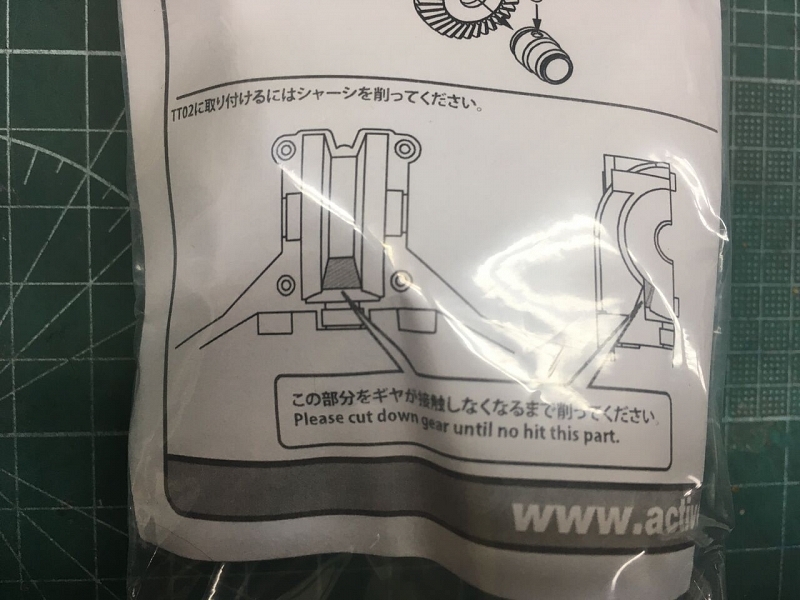 TT02に取り付けるにはシャーシを削ってください。
この部分をギヤが接触しなくなるまで削ってください。
Please cut down gear until no hit this part.
www.activ